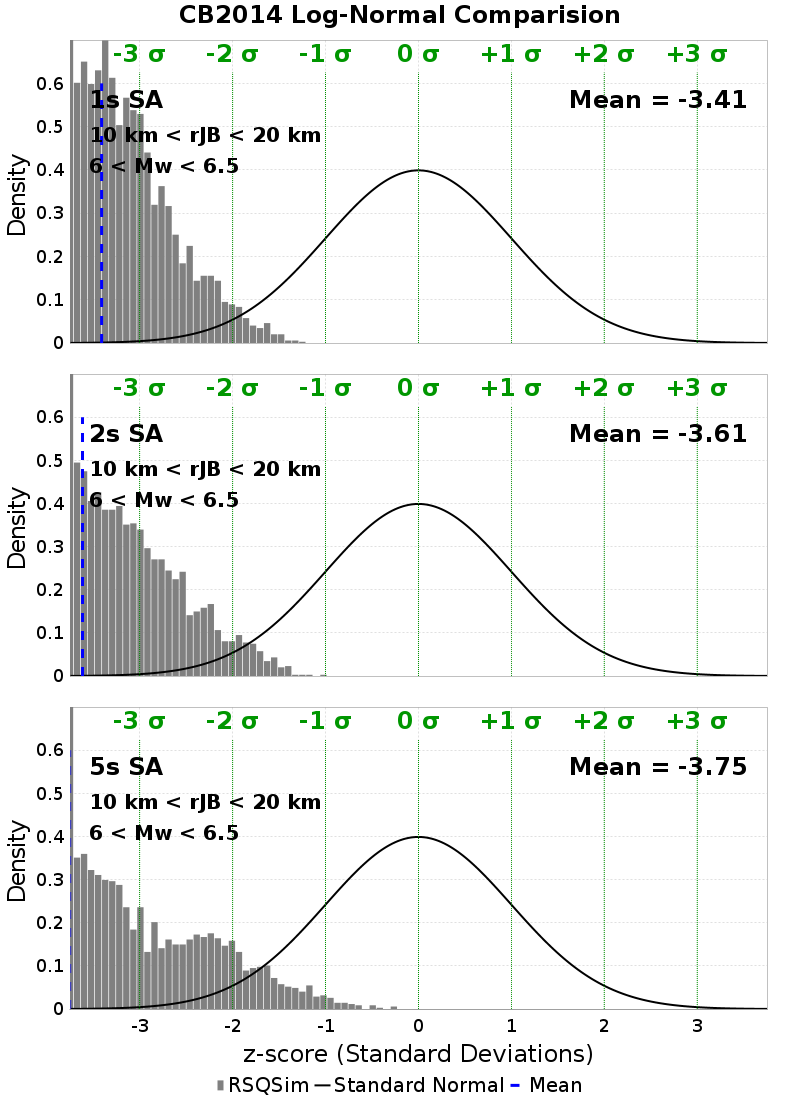 CB2014 Log-Normal Comparision
-3 σ -2 σ -1 σ 0 σ +1 σ +2 σ +3 σ
1s SA
Mean = -3.41
10 km < rJB < 20 km
6 < Mw < 6.5
0.6
0.5
0.4
0.3
0.2
0.1
0
Density
-3 σ -2 σ -1 σ 0 σ +1 σ +2 σ +3 σ
2s SA
Mean = -3.61
10 km < rJB < 20 km
6 < Mw < 6.5
0.6
0.5
0.4
0.3
0.2
0.1
0
Density
-3 σ -2 σ -1 σ 0 σ +1 σ +2 σ +3 σ
5s SA
Mean = -3.75
10 km < rJB < 20 km
6 < Mw < 6.5
0.6
0.5
0.4
0.3
0.2
0.1
0
Density
-3 -2 -1 0 1 2 3
z-score (Standard Deviations)
RSQSim Standard Normal Mean